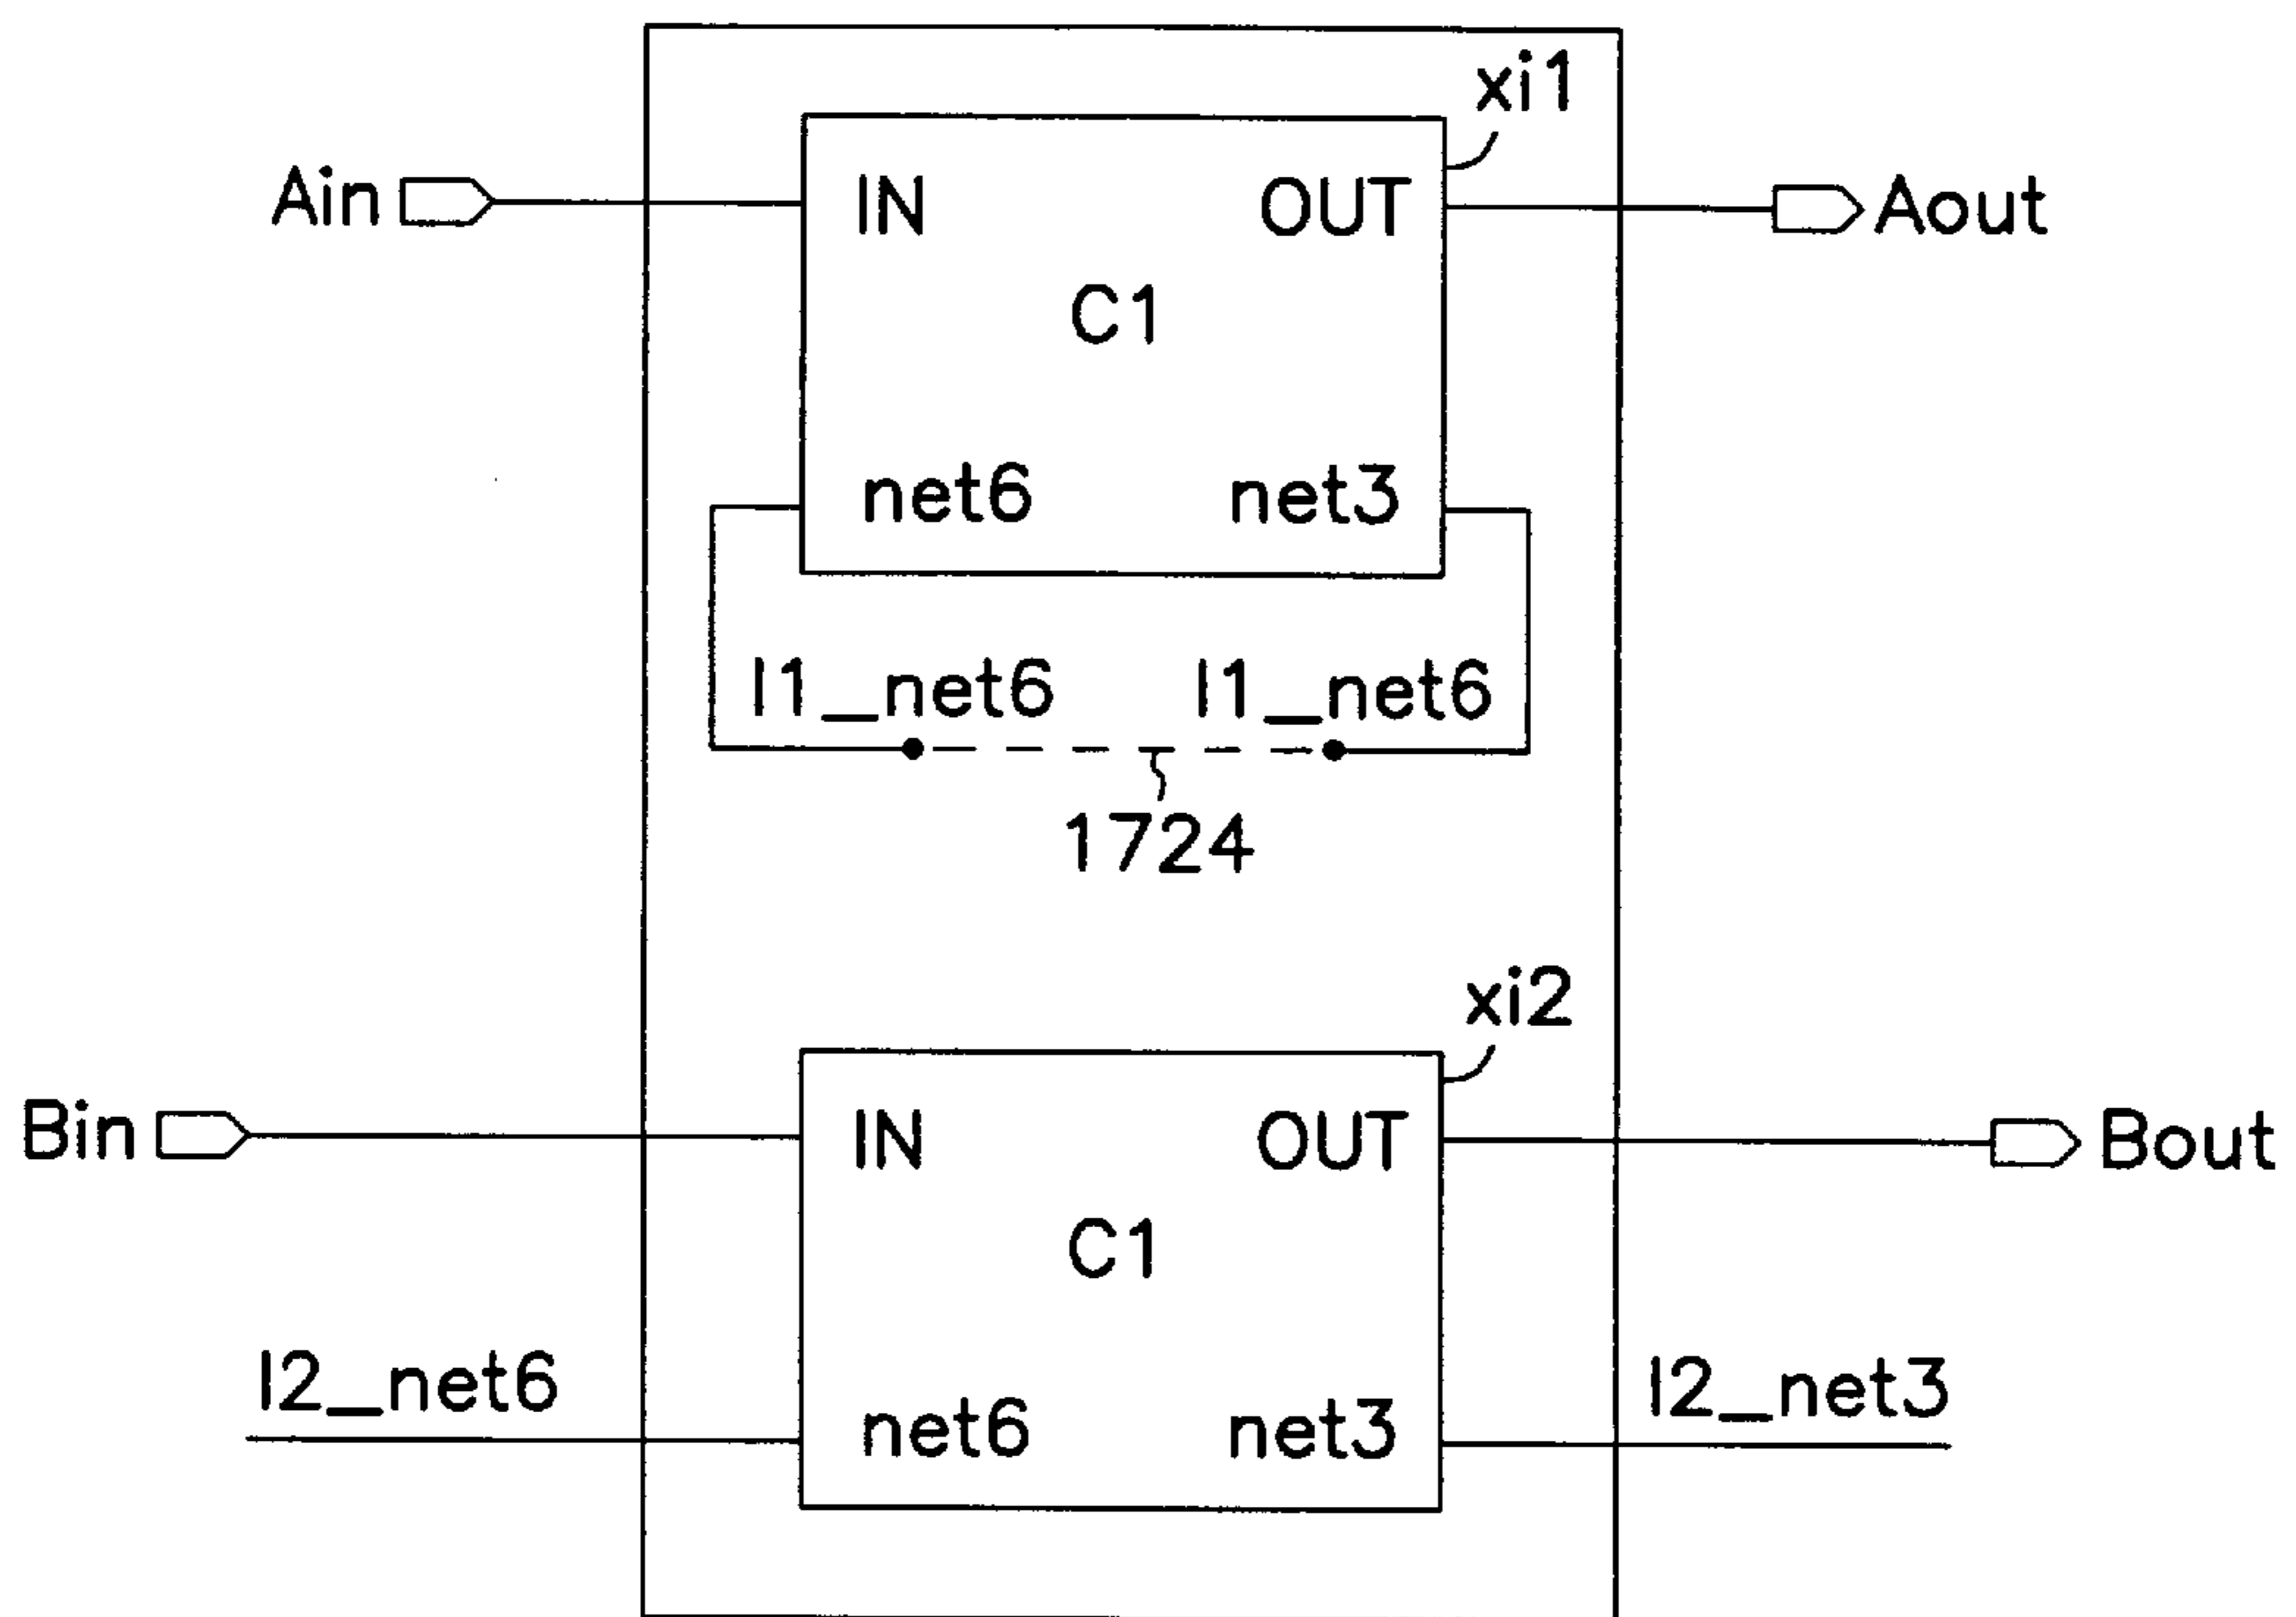 xi1
Ain
IN
OUT
Aout
C1
net6
net3
I1_net6
I1_net6
1724
xi2
Bin
IN
OUT
Bout
C1
I2_net6
I2_net3
net6
net3